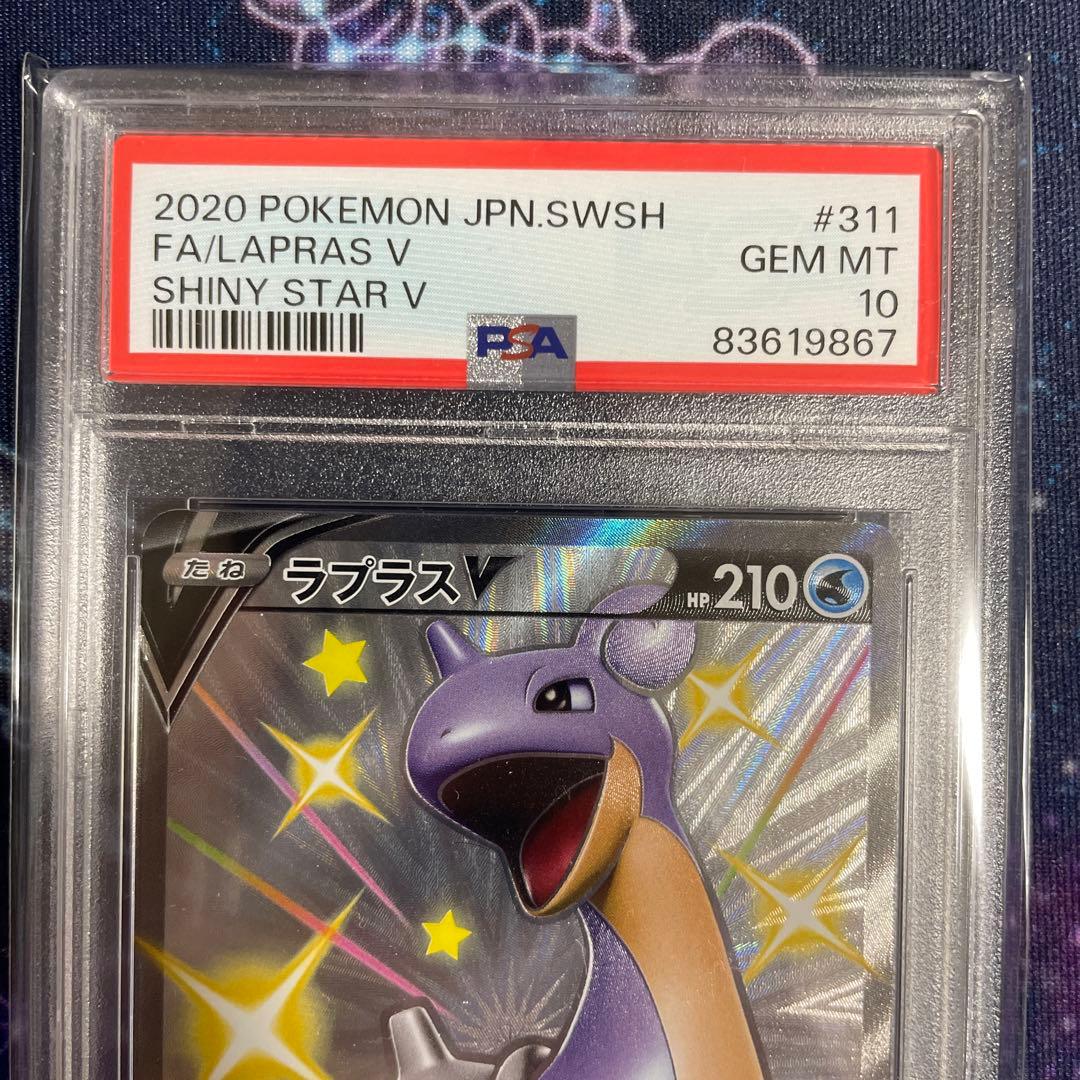 2020 POKEMON JPN.SWSH #311
FA/LAPRAS V GEM MT
SHINY STAR V 10
PSA 83619867
たね ラプラスV HP 210